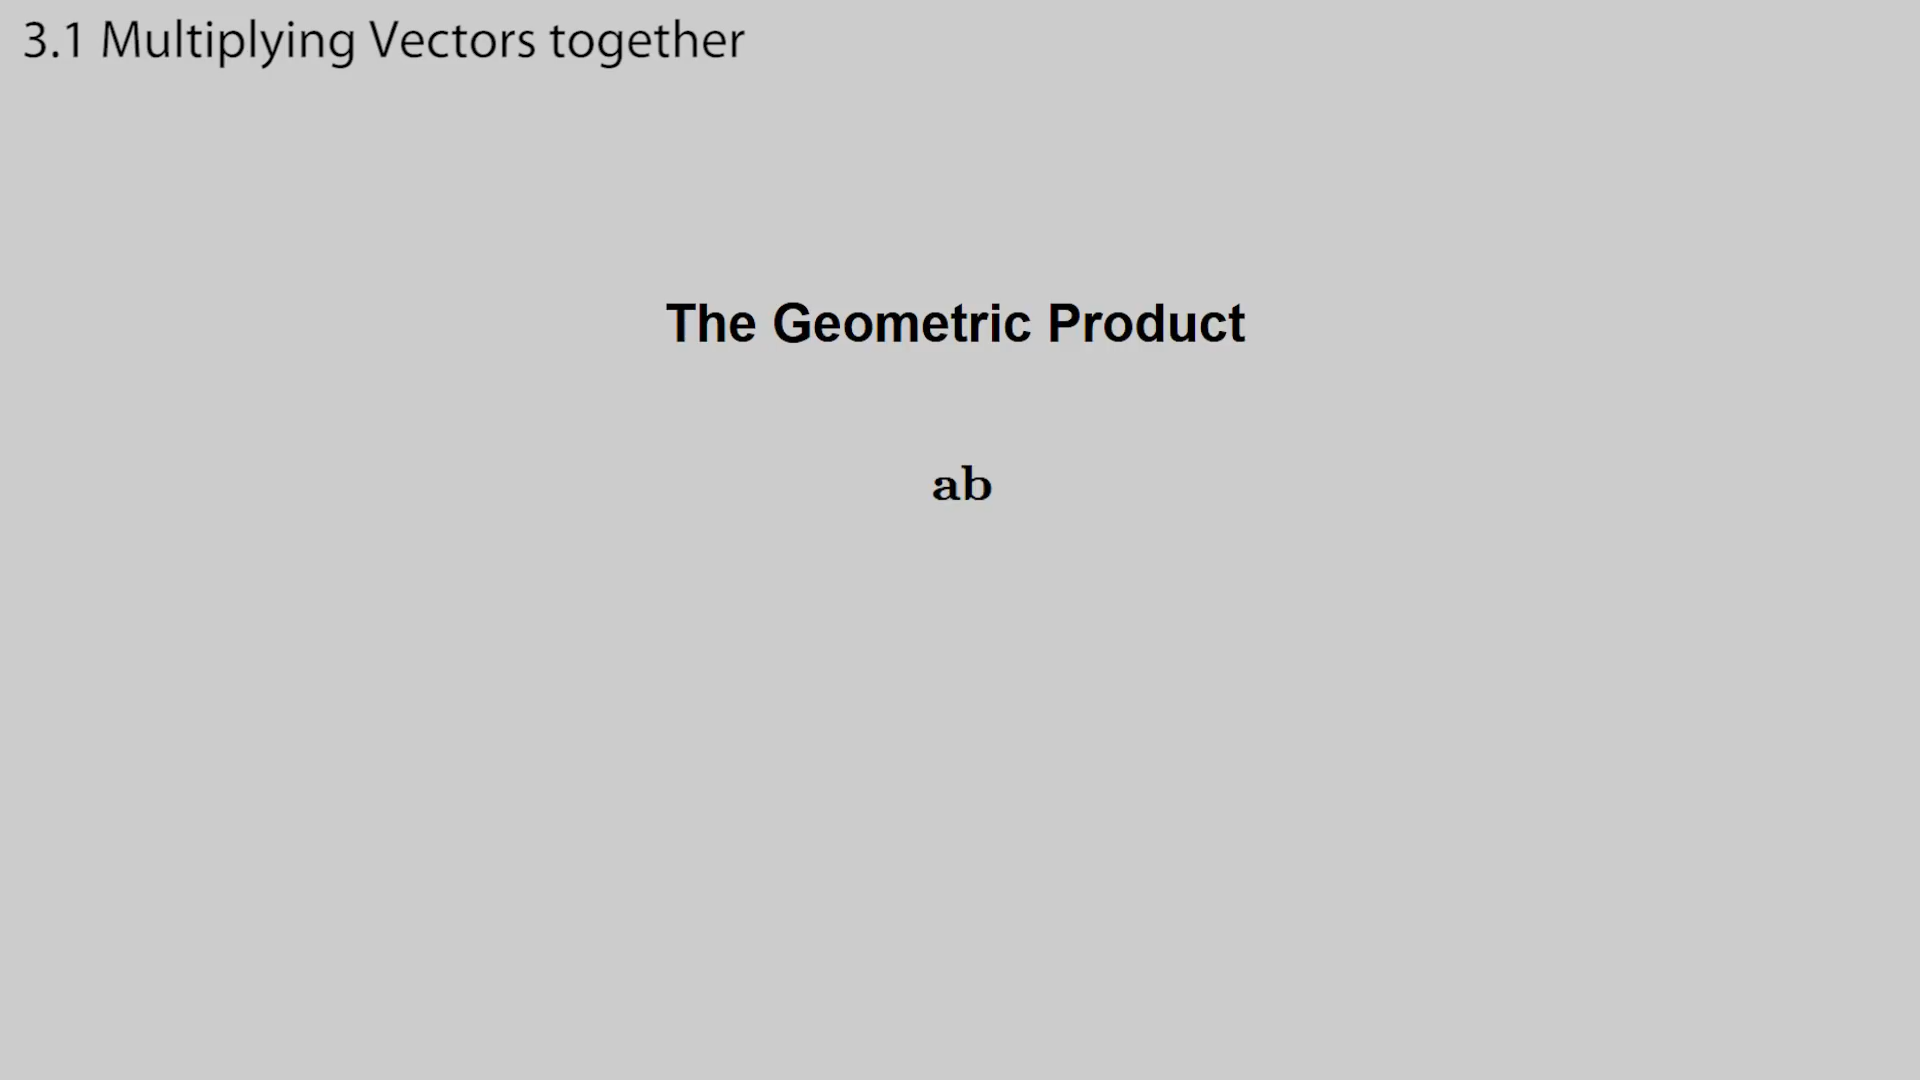 3.1 Multiplying Vectors together
The Geometric Product
ab